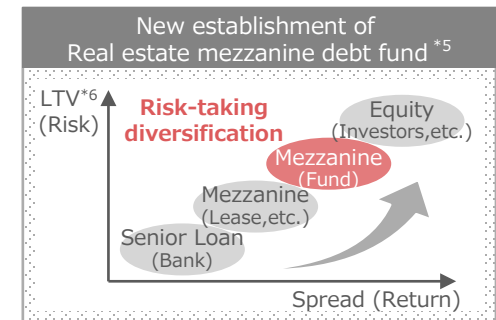 New establishment of
Real estate mezzanine debt fund *5
LTV*6
(Risk)
Risk-taking
diversification
Equity
(Investors,etc.)
Mezzanine
(Fund)
Mezzanine
(Lease,etc.)
Senior Loan
(Bank)
Spread (Return)